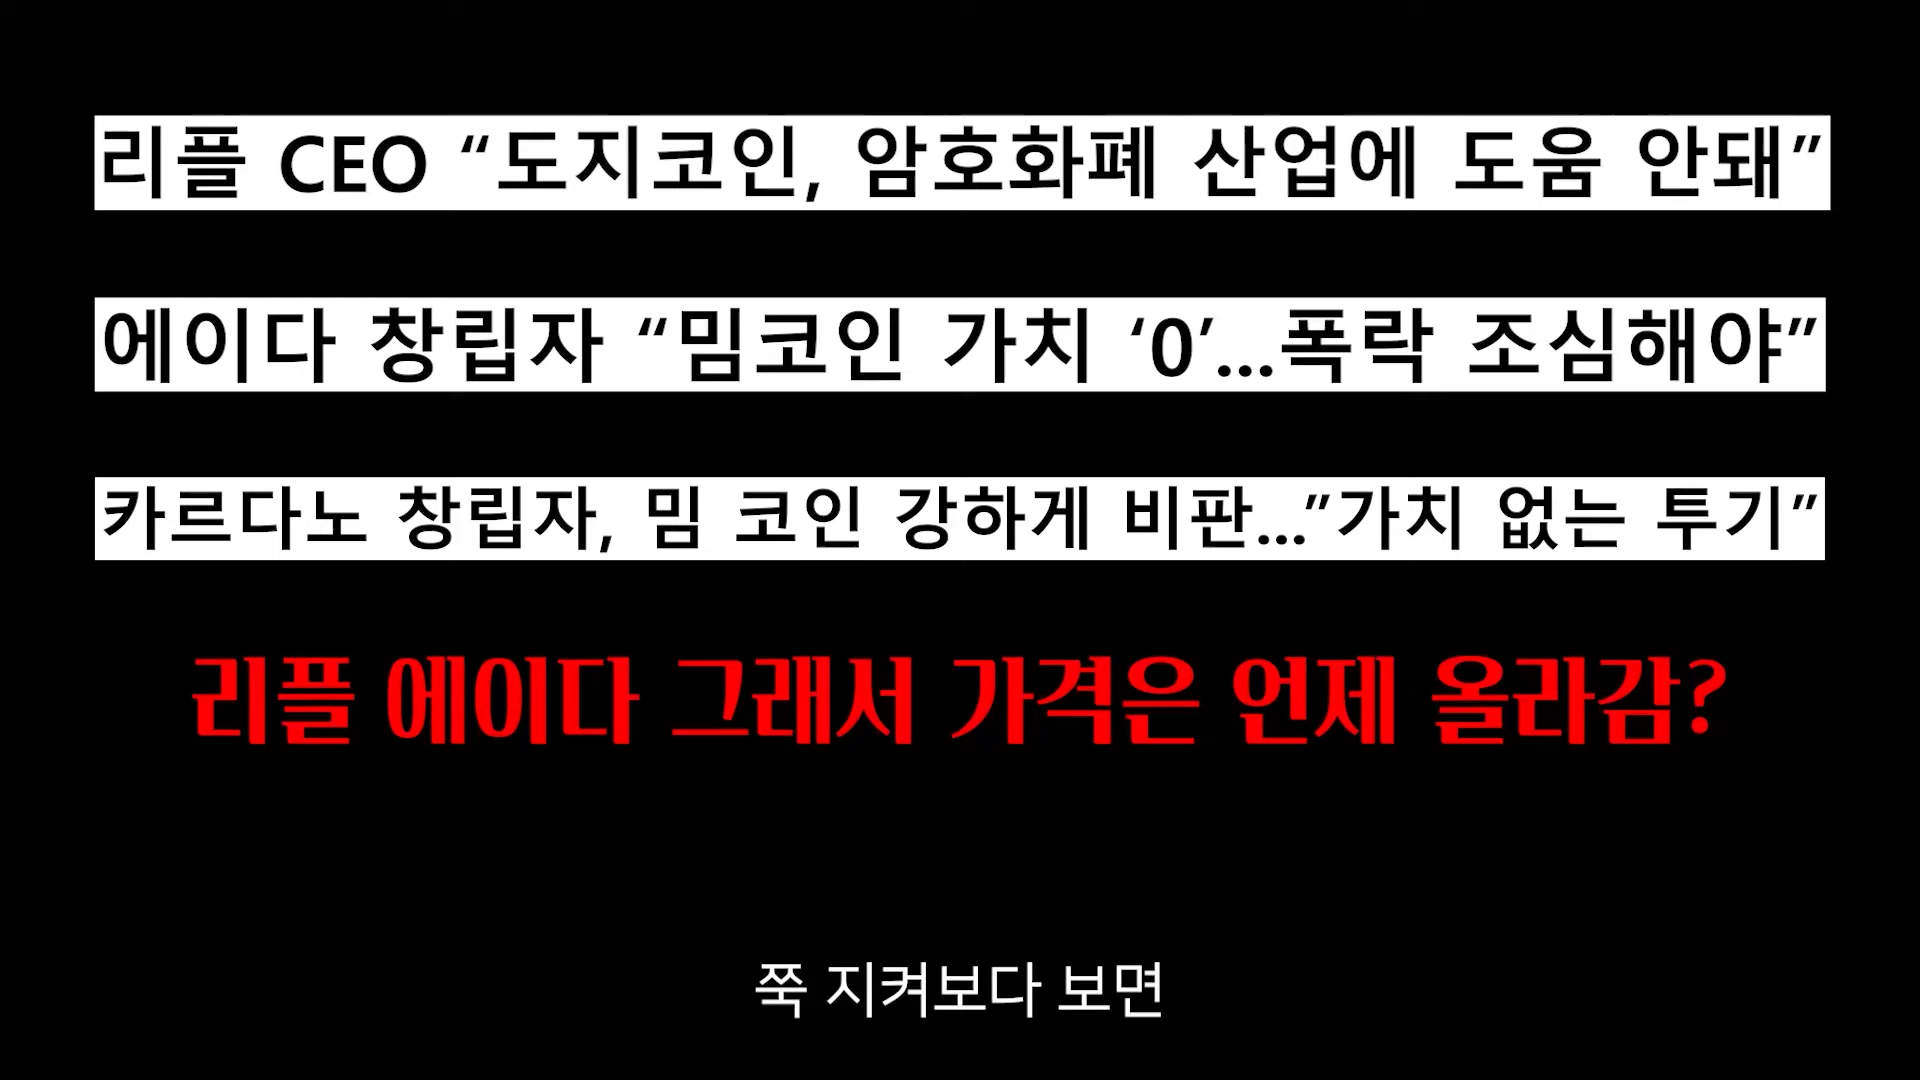 리플 CEO “도지코인, 암호화폐 산업에 도움 안돼”
에이다 창립자 “밈코인 가치 ‘0’...폭락 조심해야”
카르다노 창립자, 밈 코인 강하게 비판...”가치 없는 투기”
리플 에이다 그래서 가격은 언제 올라감?
쭉 지켜보다 보면